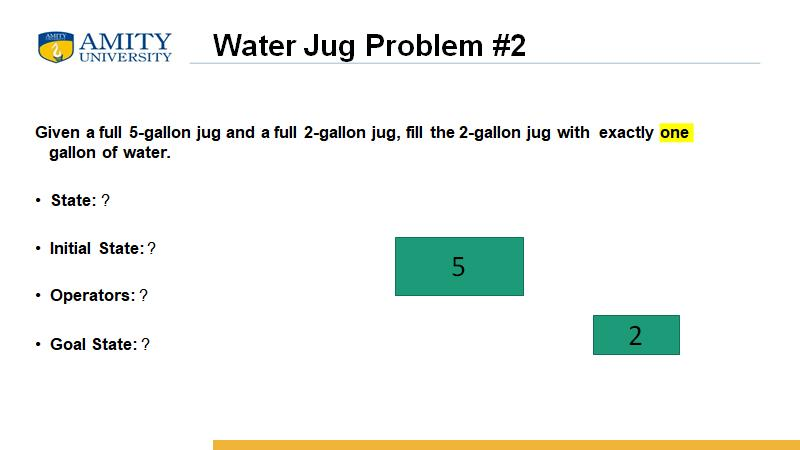 AMITY
UNIVERSITY
Water Jug Problem #2
Given a full 5-gallon jug and a full 2-gallon jug, fill the 2-gallon jug with exactly one
gallon of water.
• State: ?
• Initial State: ?
5
• Operators: ?
2
• Goal State: ?